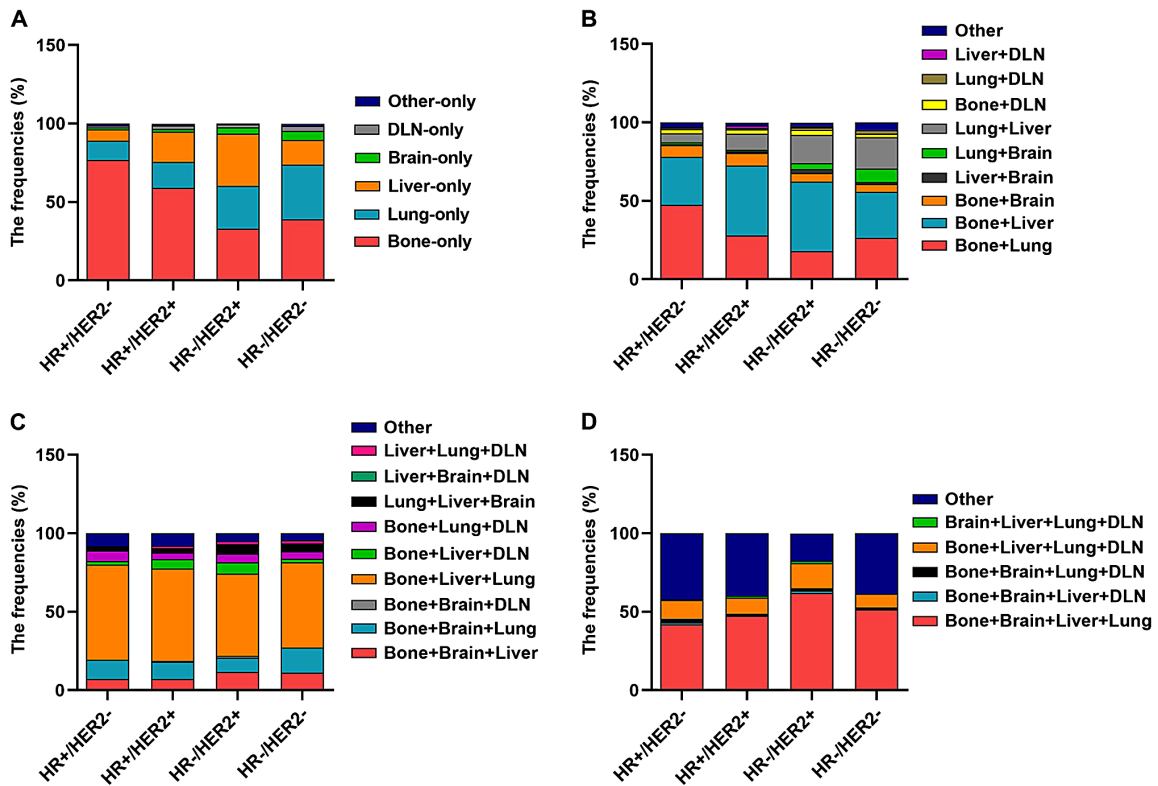 A
The frequencies (%)
150
100
50
0
HR+/HER2-
HR+/HER2+
HR-/HER2+
HR-/HER2-
Other-only
DLN-only
Brain-only
Liver-only
Lung-only
Bone-only
B
The frequencies (%)
150
100
50
0
HR+/HER2-
HR+/HER2+
HR-/HER2+
HR-/HER2-
Other
Liver+DLN
Lung+DLN
Bone+DLN
Lung+Liver
Lung+Brain
Liver+Brain
Bone+Brain
Bone+Liver
Bone+Lung
C
The frequencies (%)
150
100
50
0
HR+/HER2-
HR+/HER2+
HR-/HER2+
HR-/HER2-
Other
Liver+Lung+DLN
Liver+Brain+DLN
Lung+Liver+Brain
Bone+Lung+DLN
Bone+Liver+DLN
Bone+Liver+Lung
Bone+Brain+DLN
Bone+Brain+Lung
Bone+Brain+Liver
D
The frequencies (%)
150
100
50
0
HR+/HER2-
HR+/HER2+
HR-/HER2+
HR-/HER2-
Other
Brain+Liver+Lung+DLN
Bone+Liver+Lung+DLN
Bone+Brain+Lung+DLN
Bone+Brain+Liver+DLN
Bone+Brain+Liver+Lung